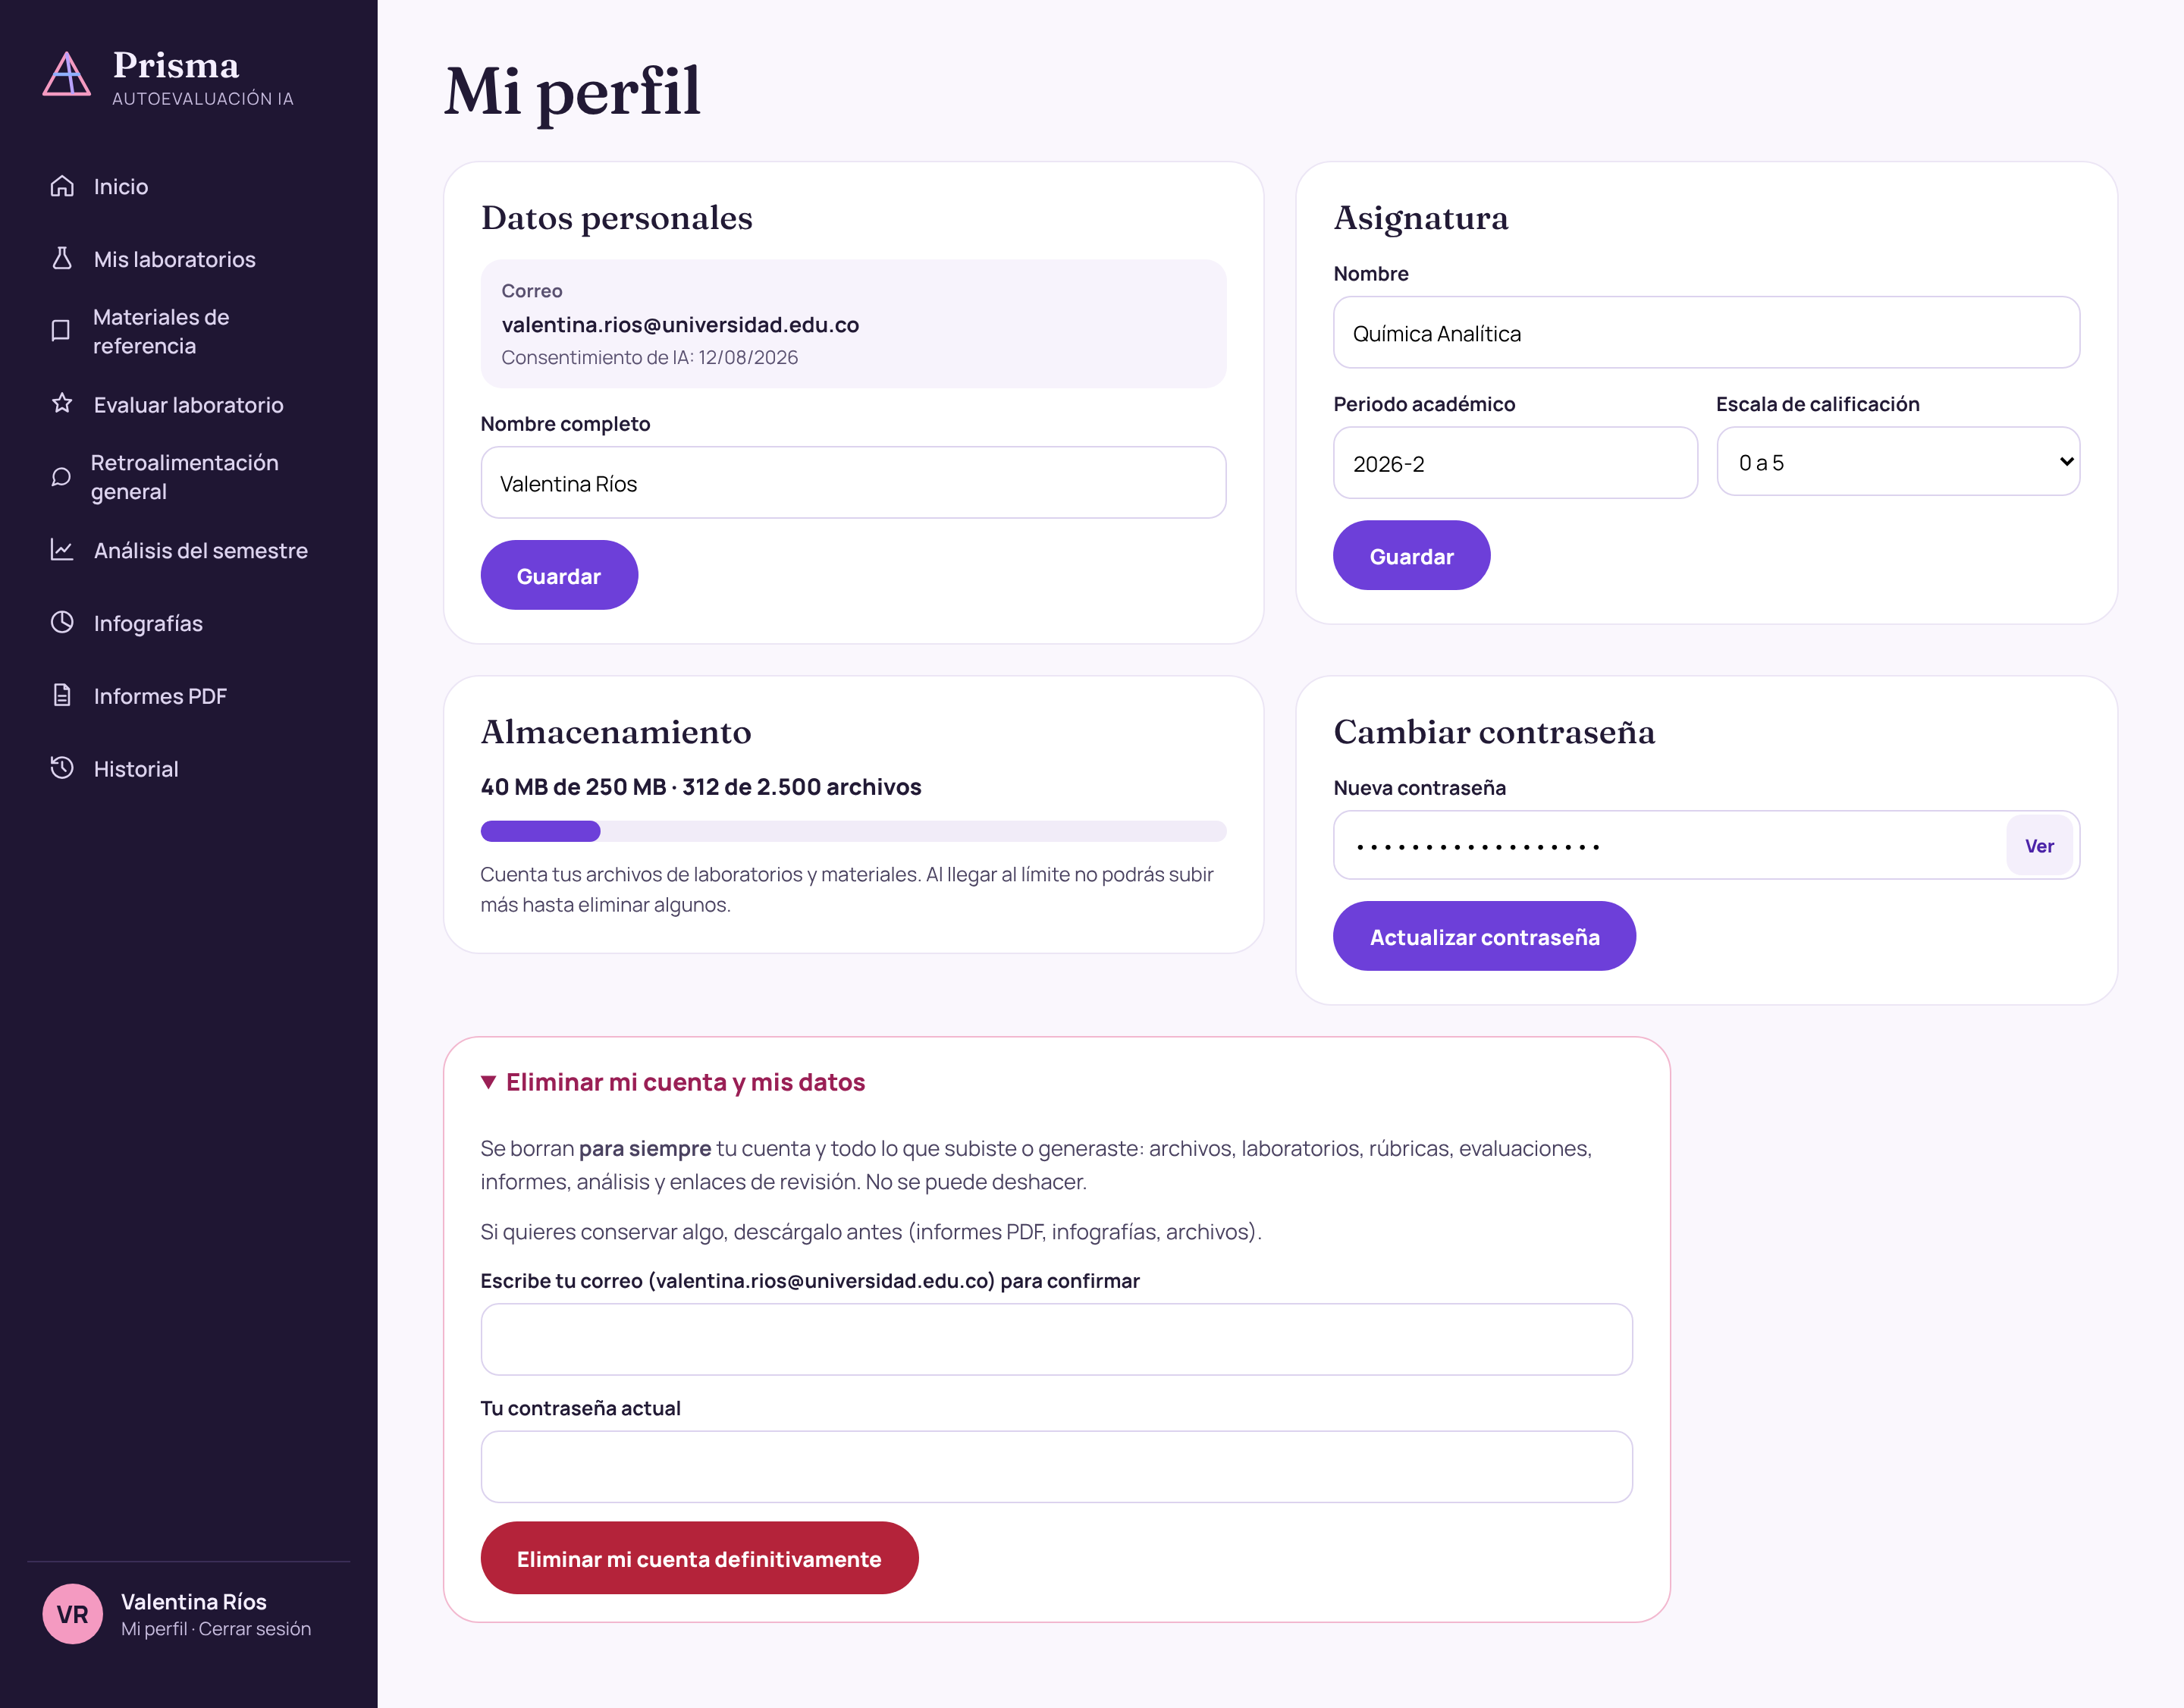 Prisma
AUTOEVALUACIÓN IA
Inicio
Mis laboratorios
Materiales de
referencia
Evaluar laboratorio
Retroalimentación
general
Análisis del semestre
Infografías
Informes PDF
Historial
VR
Valentina Ríos
Mi perfil · Cerrar sesión
Mi perfil
Datos personales
Correo
valentina.rios@universidad.edu.co
Consentimiento de IA: 12/08/2026
Nombre completo
Valentina Ríos
Guardar
Asignatura
Nombre
Química Analítica
Periodo académico
Escala de calificación
2026-2
0 a 5
Guardar
Almacenamiento
40 MB de 250 MB · 312 de 2.500 archivos
Cuenta tus archivos de laboratorios y materiales. Al llegar al límite no podrás subir
más hasta eliminar algunos.
Cambiar contraseña
Nueva contraseña
••••••••••••••••••
Ver
Actualizar contraseña
▼ Eliminar mi cuenta y mis datos
Se borran para siempre tu cuenta y todo lo que subiste o generaste: archivos, laboratorios, rúbricas, evaluaciones,
informes, análisis y enlaces de revisión. No se puede deshacer.
Si quieres conservar algo, descárgalo antes (informes PDF, infografías, archivos).
Escribe tu correo (valentina.rios@universidad.edu.co) para confirmar
Tu contraseña actual
Eliminar mi cuenta definitivamente